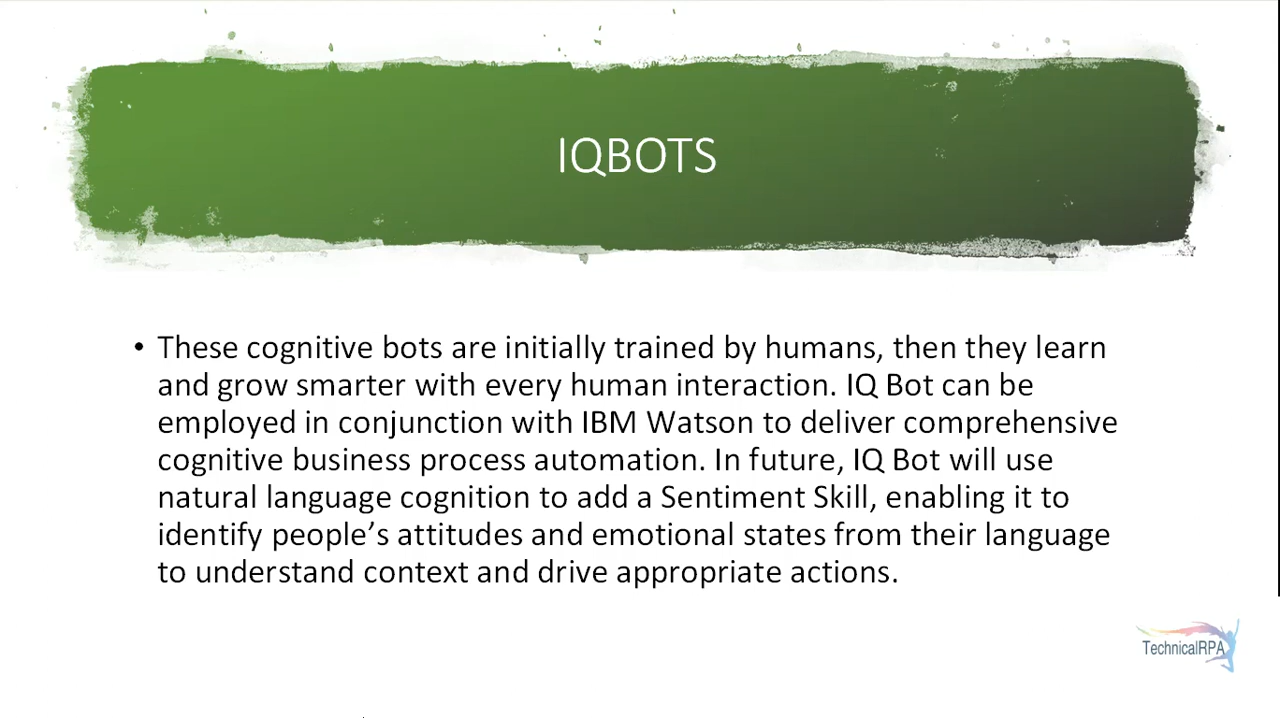 IQBOTS
• These cognitive bots are initially trained by humans, then they learn
and grow smarter with every human interaction. IQ Bot can be
employed in conjunction with IBM Watson to deliver comprehensive
cognitive business process automation. In future, IQ Bot will use
natural language cognition to add a Sentiment Skill, enabling it to
identify people’s attitudes and emotional states from their language
to understand context and drive appropriate actions.
TechnicalRPA